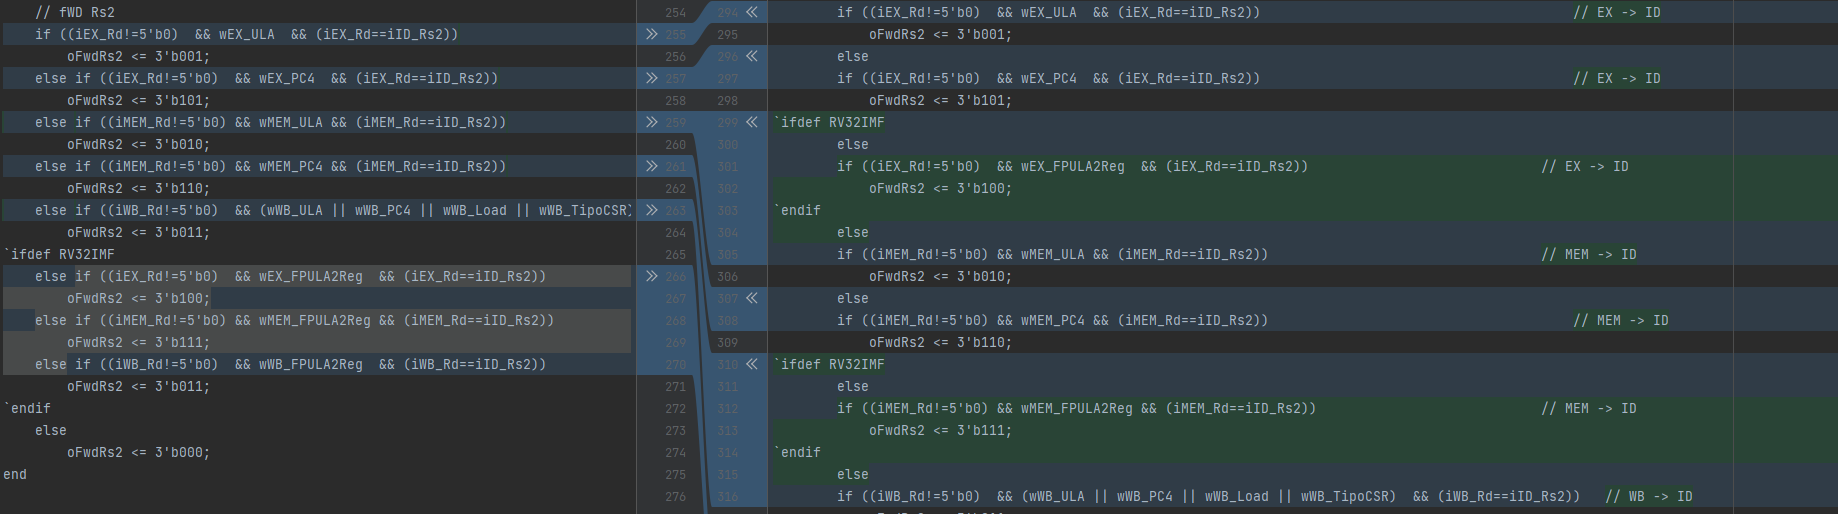 // fWD Rs2
if ((iEX_Rd!=5'b0)  && wEX_ULA  && (iEX_Rd==iID_Rs2))
oFwdRs2 <= 3'b001;
else if ((iEX_Rd!=5'b0)  && wEX_PC4  && (iEX_Rd==iID_Rs2))
oFwdRs2 <= 3'b101;
else if ((iMEM_Rd!=5'b0) && wMEM_ULA && (iMEM_Rd==iID_Rs2))
oFwdRs2 <= 3'b010;
else if ((iMEM_Rd!=5'b0) && wMEM_PC4 && (iMEM_Rd==iID_Rs2))
oFwdRs2 <= 3'b110;
else if ((iWB_Rd!=5'b0)  && (wWB_ULA || wWB_PC4 || wWB_Load || wWB_TipoCSR)
oFwdRs2 <= 3'b011;
`ifdef RV32IMF
else if ((iEX_Rd!=5'b0)  && wEX_FPULA2Reg  && (iEX_Rd==iID_Rs2))
oFwdRs2 <= 3'b100;
else if ((iMEM_Rd!=5'b0) && wMEM_FPULA2Reg && (iMEM_Rd==iID_Rs2))
oFwdRs2 <= 3'b111;
else if ((iWB_Rd!=5'b0)  && wWB_FPULA2Reg  && (iWB_Rd==iID_Rs2))
oFwdRs2 <= 3'b011;
`endif
else
oFwdRs2 <= 3'b000;
end
254
255
256
257
258
259
260
261
262
263
264
265
266
267
268
269
270
271
272
273
274
275
276
294 if ((iEX_Rd!=5'b0)  && wEX_ULA  && (iEX_Rd==iID_Rs2)) // EX -> ID
295 oFwdRs2 <= 3'b001;
296 else
297 if ((iEX_Rd!=5'b0)  && wEX_PC4  && (iEX_Rd==iID_Rs2)) // EX -> ID
298 oFwdRs2 <= 3'b101;
299 `ifdef RV32IMF
300 else
301 if ((iEX_Rd!=5'b0)  && wEX_FPULA2Reg  && (iEX_Rd==iID_Rs2)) // EX -> ID
302 oFwdRs2 <= 3'b100;
303 `endif
304 else
305 if ((iMEM_Rd!=5'b0) && wMEM_ULA && (iMEM_Rd==iID_Rs2)) // MEM -> ID
306 oFwdRs2 <= 3'b010;
307 else
308 if ((iMEM_Rd!=5'b0) && wMEM_PC4 && (iMEM_Rd==iID_Rs2)) // MEM -> ID
309 oFwdRs2 <= 3'b110;
310 `ifdef RV32IMF
311 else
312 if ((iMEM_Rd!=5'b0) && wMEM_FPULA2Reg && (iMEM_Rd==iID_Rs2)) // MEM -> ID
313 oFwdRs2 <= 3'b111;
314 `endif
315 else
316 if ((iWB_Rd!=5'b0)  && (wWB_ULA || wWB_PC4 || wWB_Load || wWB_TipoCSR)  && (iWB_Rd==iID_Rs2)) // WB -> ID